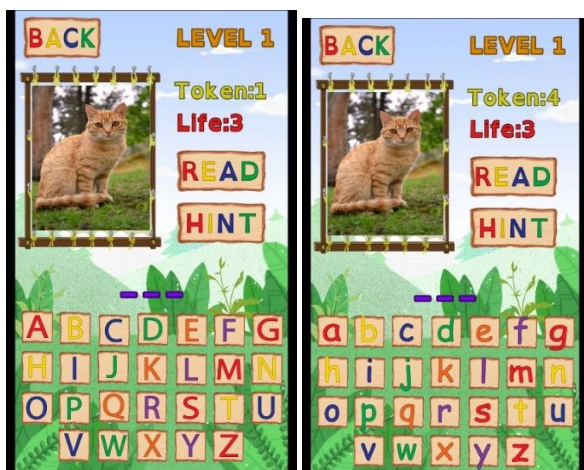 BACK LEVEL 1
Token:1
Life:3
READ
HINT
A B C D E F G
H I J K L M N
O P Q R S T U
V W X Y Z
BACK LEVEL 1
Token:4
Life:3
READ
HINT
a b c d e f g
h i j k l m n
o p q r s t u
v w x y z